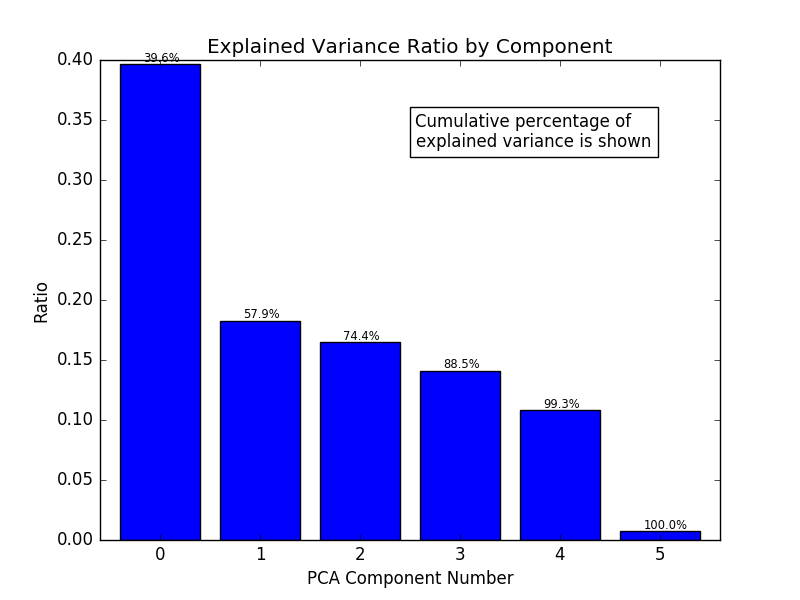 Explained Variance Ratio by Component
0.40
0.35
0.30
0.25
0.20
0.15
0.10
0.05
0.00
Ratio
39.6%
57.9%
74.4%
88.5%
99.3%
100.0%
Cumulative percentage of
explained variance is shown
0 1 2 3 4 5
PCA Component Number